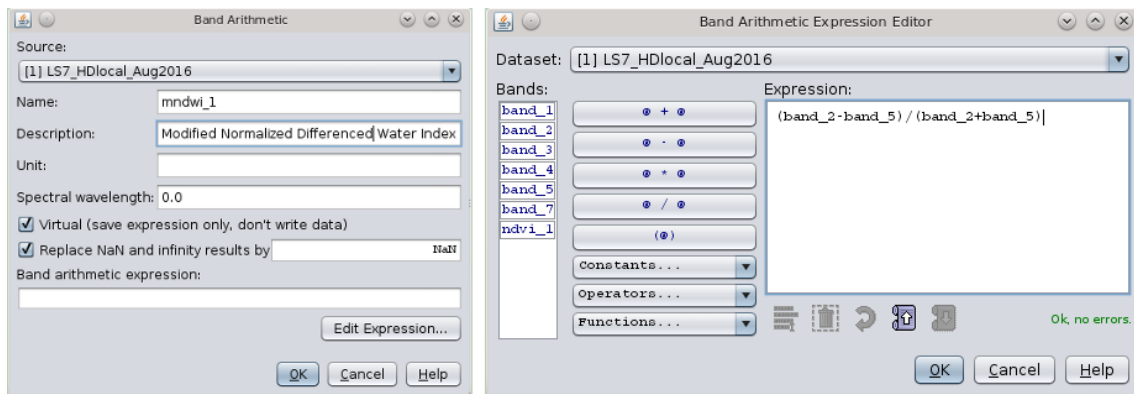 Band Arithmetic
Source:
[1] LS7_HDlocal_Aug2016
Name: mndwi_1
Description: Modified Normalized Differenced Water Index
Unit:
Spectral wavelength: 0.0
Virtual (save expression only, don't write data)
Replace NaN and infinity results by NaN
Band arithmetic expression:
Edit Expression...
OK Cancel Help
Band Arithmetic Expression Editor
Dataset: [1] LS7_HDlocal_Aug2016
Bands:
band_1
band_2
band_3
band_4
band_5
band_7
ndvi_1
@ + @
@ - @
@ * @
@ / @
(@)
Constants...
Operators...
Functions...
Expression:
(band_2-band_5)/(band_2+band_5)
Ok, no errors.
OK Cancel Help